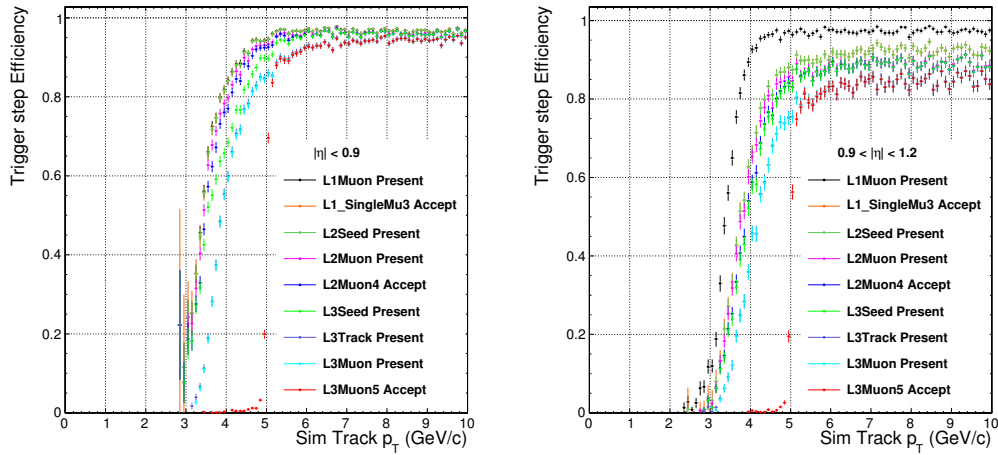 Trigger step Efficiency
1
0.8
0.6
0.4
0.2
0
|η| < 0.9
L1Muon Present
L1_SingleMu3 Accept
L2Seed Present
L2Muon Present
L2Muon4 Accept
L3Seed Present
L3Track Present
L3Muon Present
L3Muon5 Accept
0 1 2 3 4 5 6 7 8 9 10
Sim Track p_T (GeV/c)
Trigger step Efficiency
1
0.8
0.6
0.4
0.2
0
0.9 < |η| < 1.2
L1Muon Present
L1_SingleMu3 Accept
L2Seed Present
L2Muon Present
L2Muon4 Accept
L3Seed Present
L3Track Present
L3Muon Present
L3Muon5 Accept
0 1 2 3 4 5 6 7 8 9 10
Sim Track p_T (GeV/c)